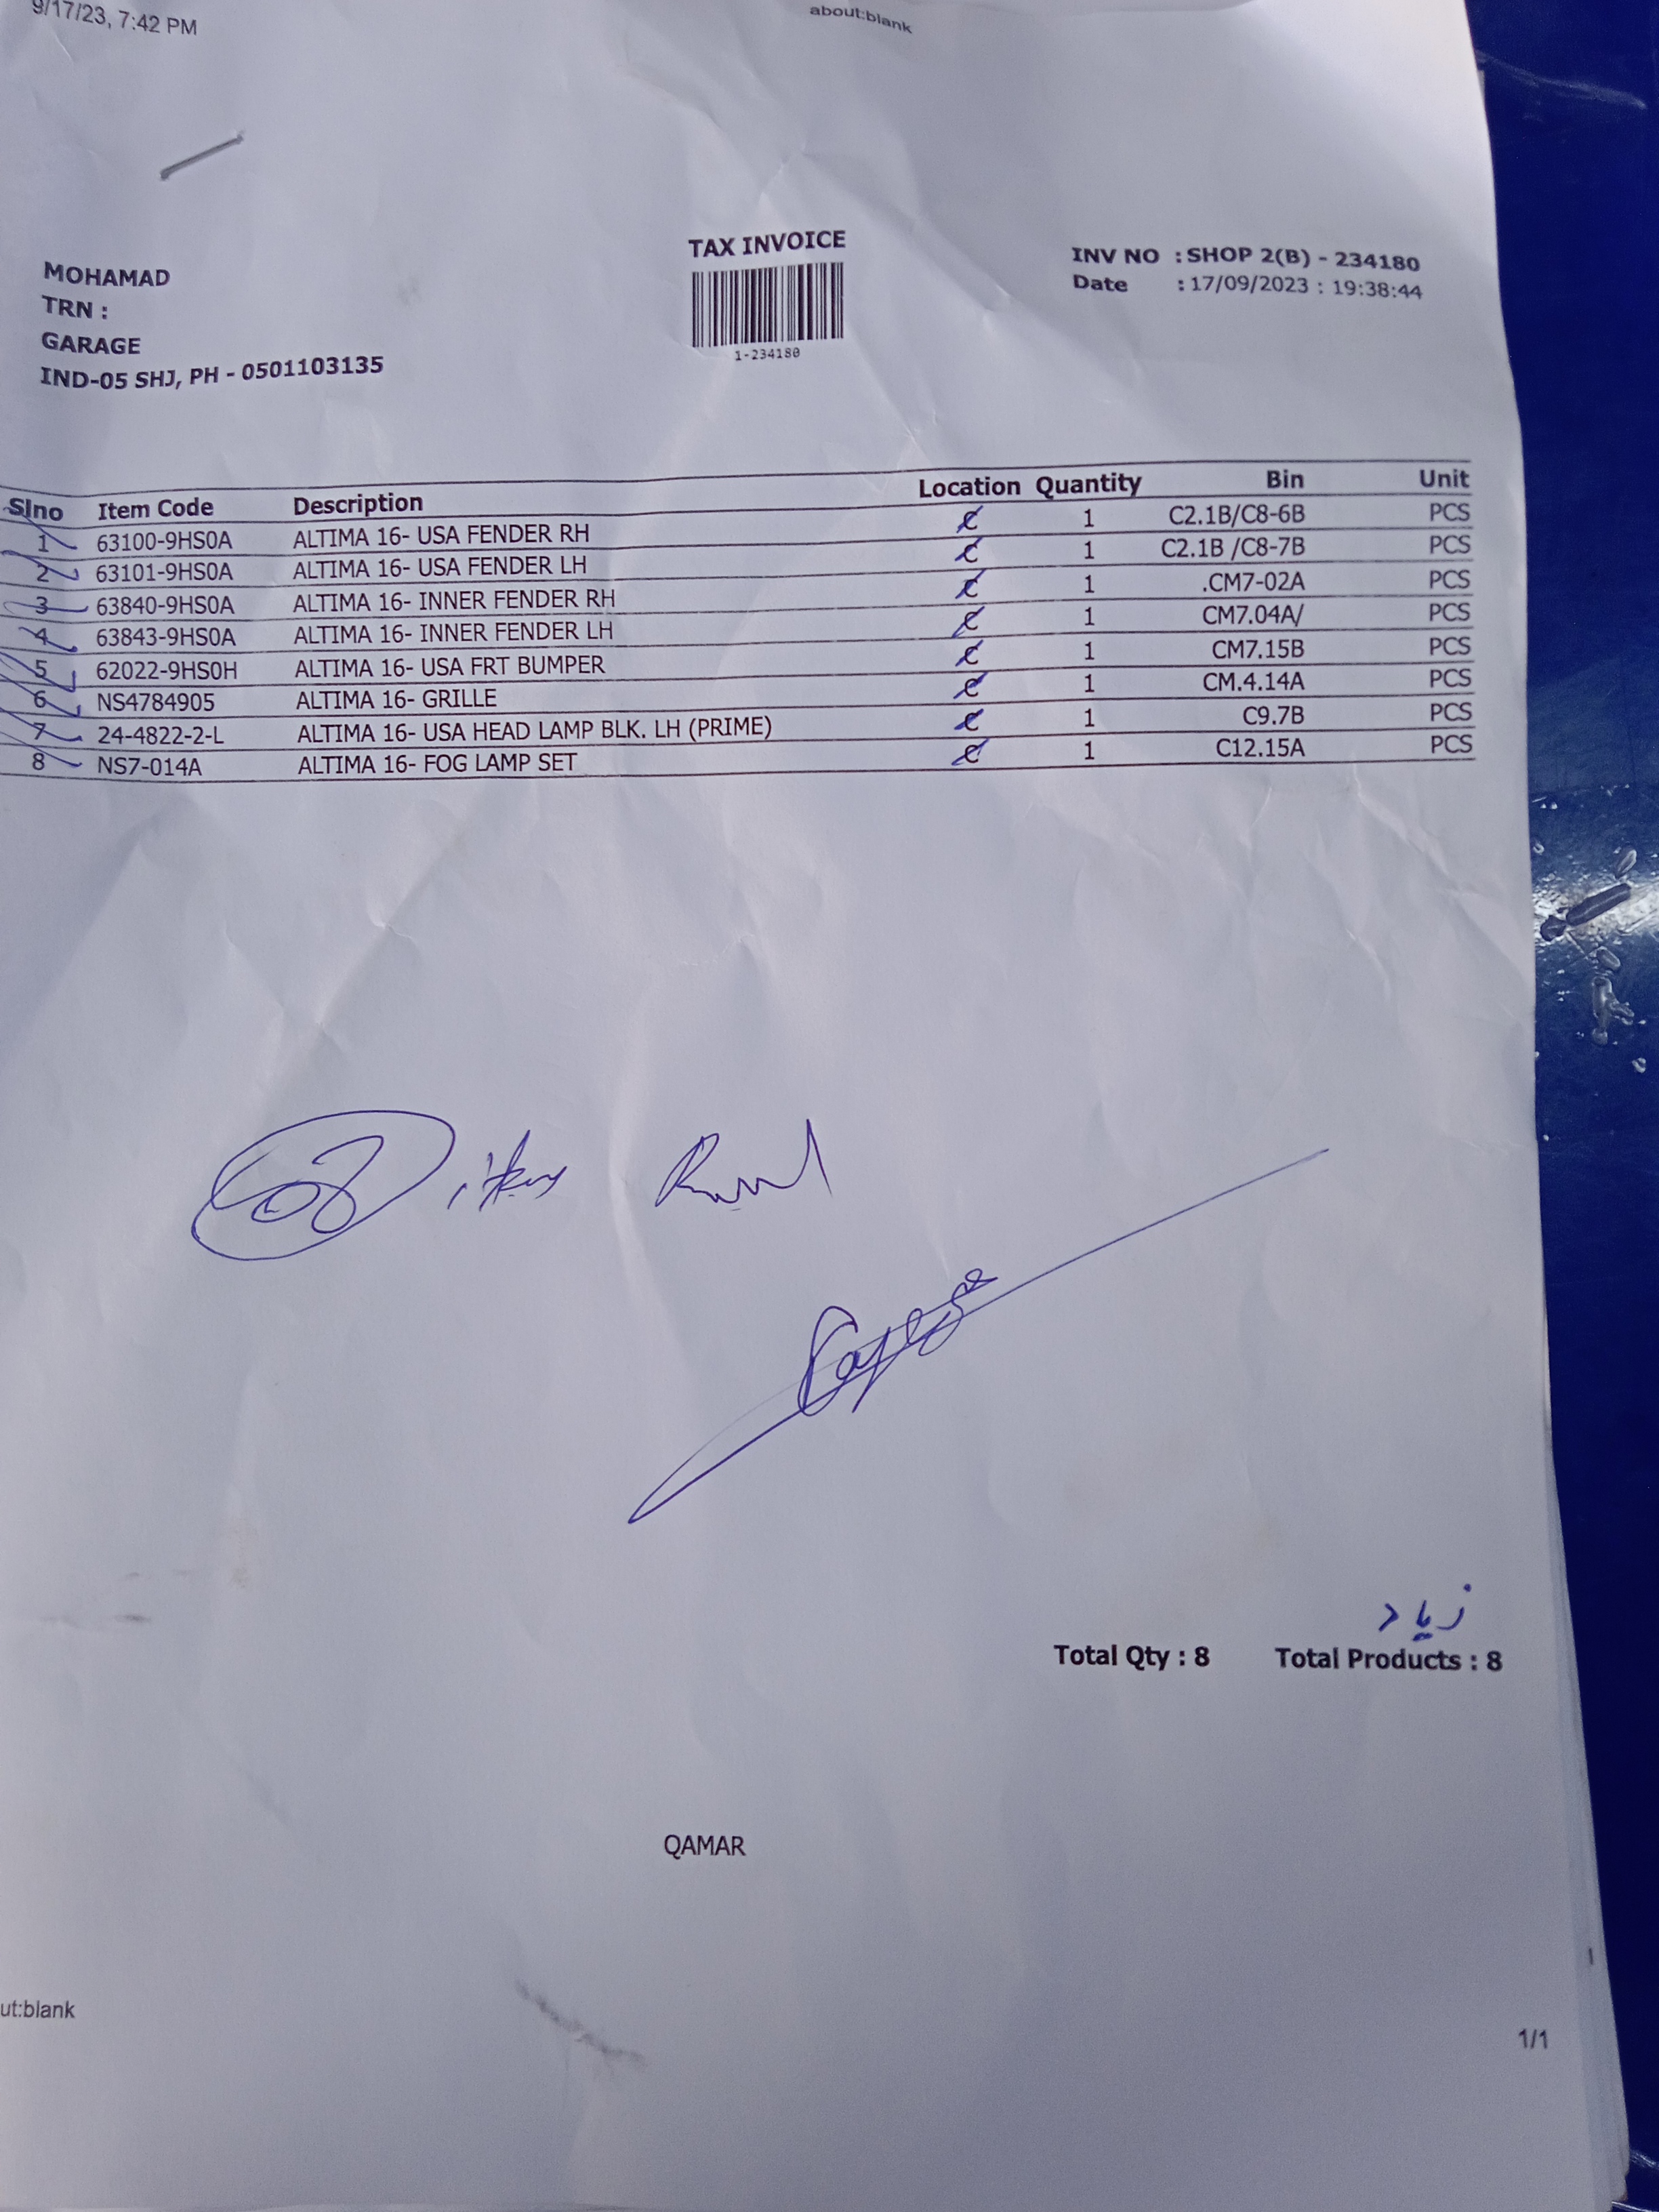 9/17/23, 7:42 PM
about:blank
TAX INVOICE
1-234180
MOHAMAD
TRN :
GARAGE
IND-05 SHJ, PH - 0501103135
INV NO : SHOP 2(B) - 234180
Date : 17/09/2023 : 19:38:44
Slno Item Code Description Location Quantity Bin Unit
1 63100-9HS0A ALTIMA 16- USA FENDER RH C 1 C2.1B/C8-6B PCS
2 63101-9HS0A ALTIMA 16- USA FENDER LH C 1 C2.1B /C8-7B PCS
3 63840-9HS0A ALTIMA 16- INNER FENDER RH C 1 .CM7-02A PCS
4 63843-9HS0A ALTIMA 16- INNER FENDER LH C 1 CM7.04A/ PCS
5 62022-9HS0H ALTIMA 16- USA FRT BUMPER C 1 CM7.15B PCS
6 NS4784905 ALTIMA 16- GRILLE C 1 CM.4.14A PCS
7 24-4822-2-L ALTIMA 16- USA HEAD LAMP BLK. LH (PRIME) C 1 C9.7B PCS
8 NS7-014A ALTIMA 16- FOG LAMP SET C 1 C12.15A PCS
08 items
زياد
Total Qty : 8 Total Products : 8
QAMAR
ut:blank
1/1